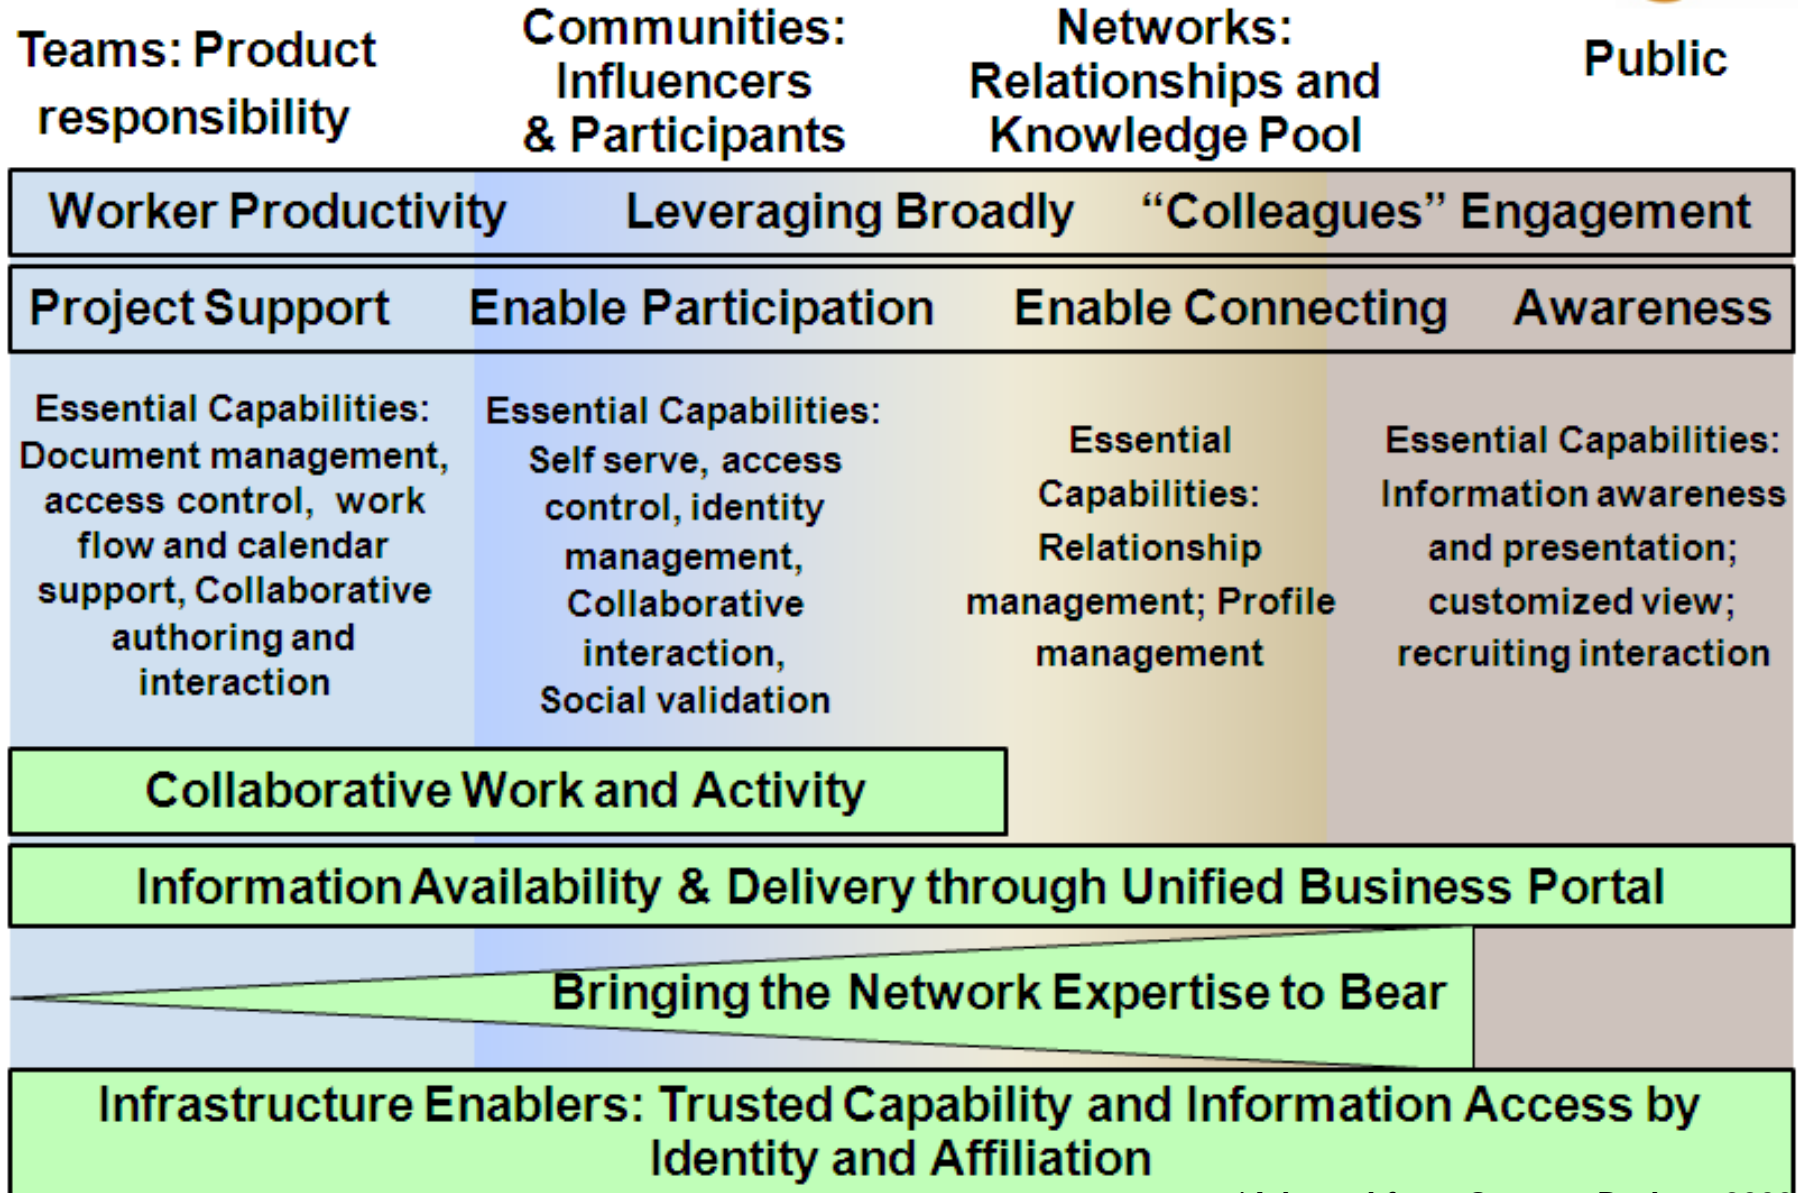 Teams: Product
responsibility
Communities:
Influencers
& Participants
Networks:
Relationships and
Knowledge Pool
Public
Worker Productivity Leveraging Broadly “Colleagues” Engagement
Project Support Enable Participation Enable Connecting Awareness
Essential Capabilities:
Document management,
access control, work
flow and calendar
support, Collaborative
authoring and
interaction
Essential Capabilities:
Self serve, access
control, identity
management,
Collaborative
interaction,
Social validation
Essential
Capabilities:
Relationship
management; Profile
management
Essential Capabilities:
Information awareness
and presentation;
customized view;
recruiting interaction
Collaborative Work and Activity
Information Availability & Delivery through Unified Business Portal
Bringing the Network Expertise to Bear
Infrastructure Enablers: Trusted Capability and Information Access by
Identity and Affiliation